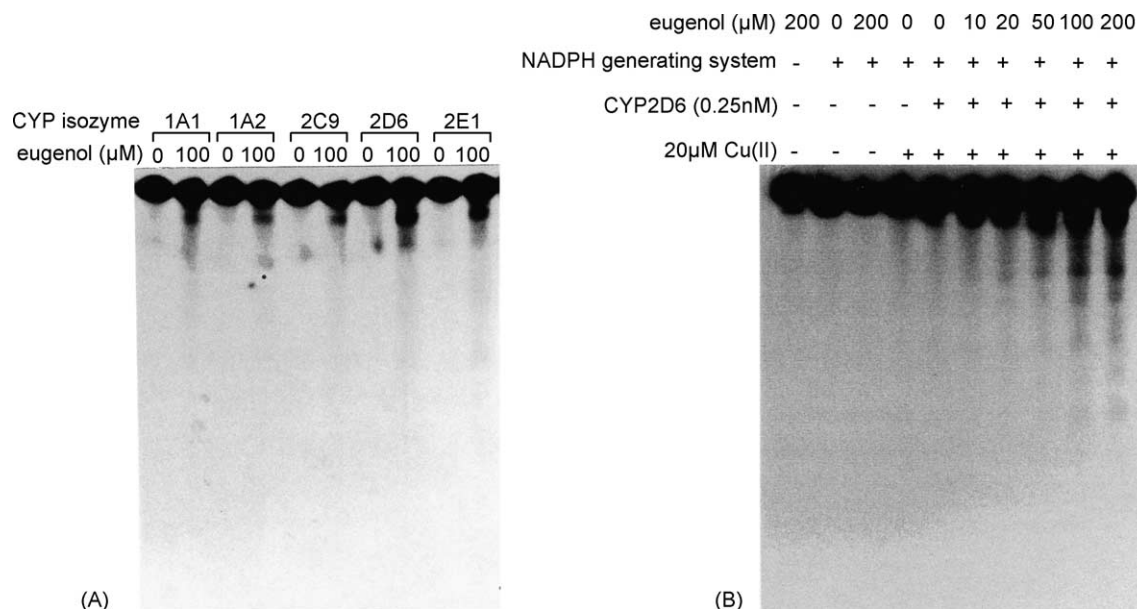 CYP isozyme 1A1 1A2 2C9 2D6 2E1
eugenol (µM) 0 100 0 100 0 100 0 100 0 100
(A)
eugenol (µM) 200 0 200 0 0 10 20 50 100 200
NADPH generating system - + + + + + + + + +
CYP2D6 (0.25nM) - - - - + + + + + +
20µM Cu(II) - - - + + + + + + +
(B)